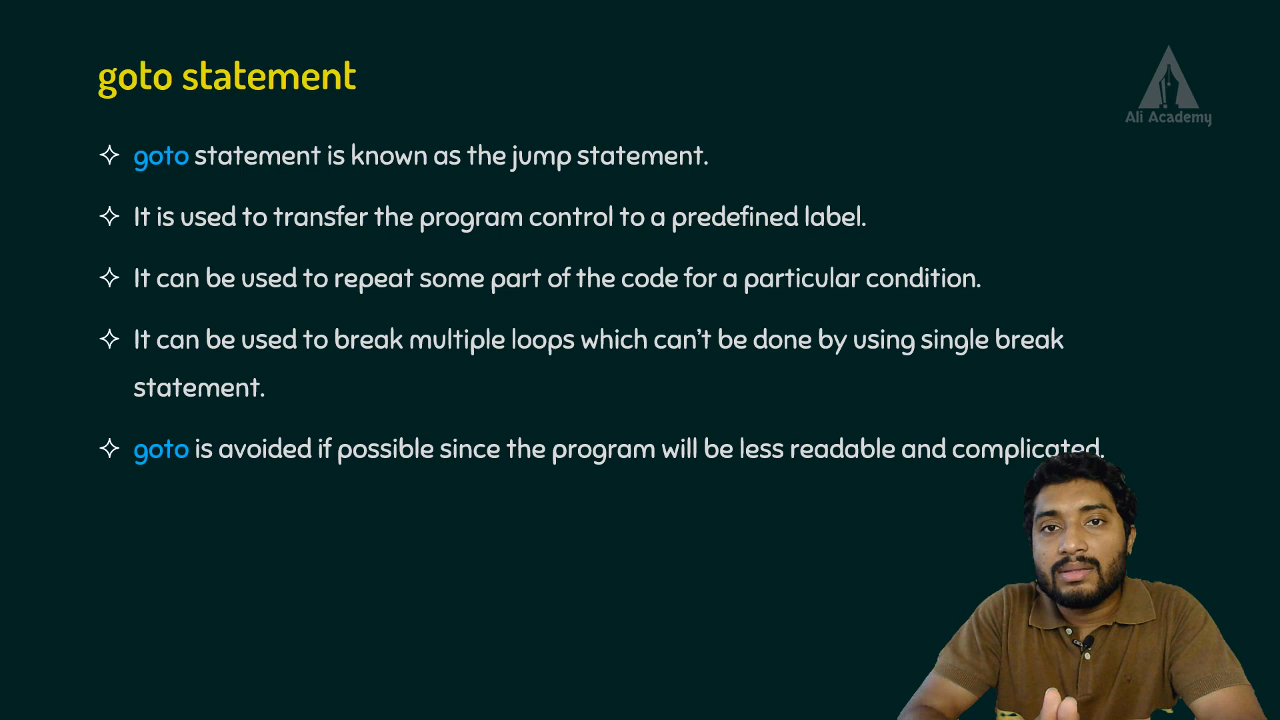 goto statement
Ali Academy
goto statement is known as the jump statement.
It is used to transfer the program control to a predefined label.
It can be used to repeat some part of the code for a particular condition.
It can be used to break multiple loops which can't be done by using single break
statement.
goto is avoided if possible since the program will be less readable and complicated.